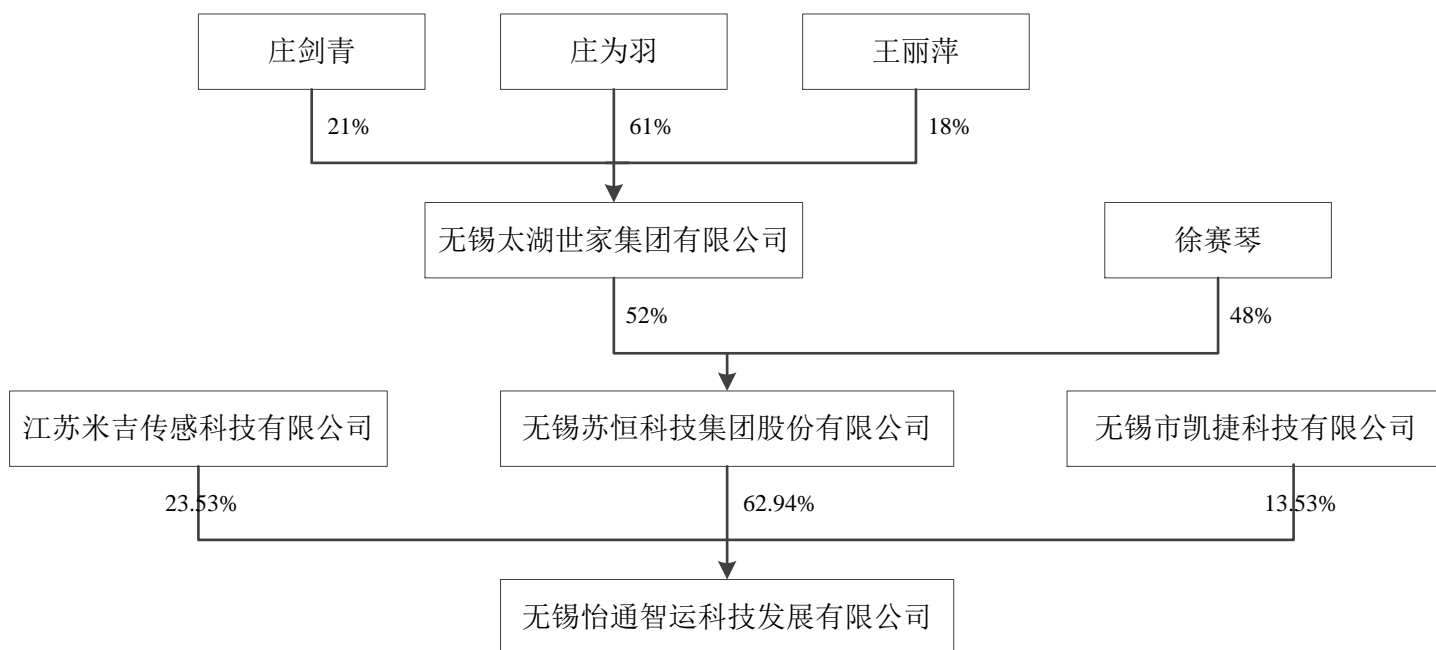 庄剑青
庄为羽
王丽萍
21%
61%
18%
无锡太湖世家集团有限公司
徐赛琴
52%
48%
江苏米吉传感科技有限公司
无锡苏恒科技集团股份有限公司
无锡市凯捷科技有限公司
23.53%
62.94%
13.53%
无锡怡通智运科技发展有限公司